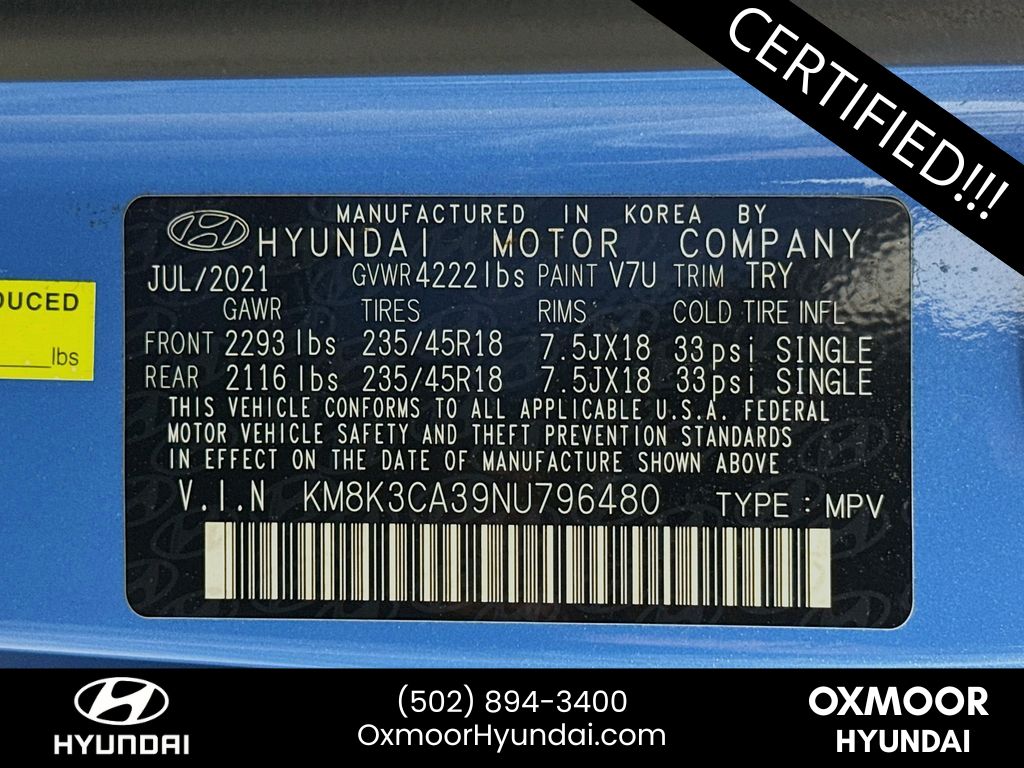 CERTIFIED!!!
MANUFACTURED IN KOREA BY
HYUNDAI MOTOR COMPANY
JUL/2021 GVWR 4222 lbs PAINT V7U TRIM TRY
GAWR TIRES RIMS COLD TIRE INFL
FRONT 2293 lbs 235/45R18 7.5JX18 33psi SINGLE
REAR 2116 lbs 235/45R18 7.5JX18 33psi SINGLE
THIS VEHICLE CONFORMS TO ALL APPLICABLE U.S.A. FEDERAL
MOTOR VEHICLE SAFETY AND THEFT PREVENTION STANDARDS
IN EFFECT ON THE DATE OF MANUFACTURE SHOWN ABOVE
V.I.N KM8K3CA39NU796480 TYPE : MPV
DUCED
lbs
HYUNDAI
(502) 894-3400
OxmoorHyundai.com
OXMOOR
HYUNDAI